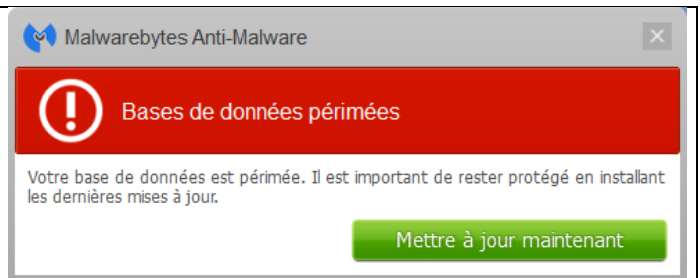 Malwarebytes Anti-Malware
Bases de données périmées
Votre base de données est périmée. Il est important de rester protégé en installant
les dernières mises à jour.
Mettre à jour maintenant